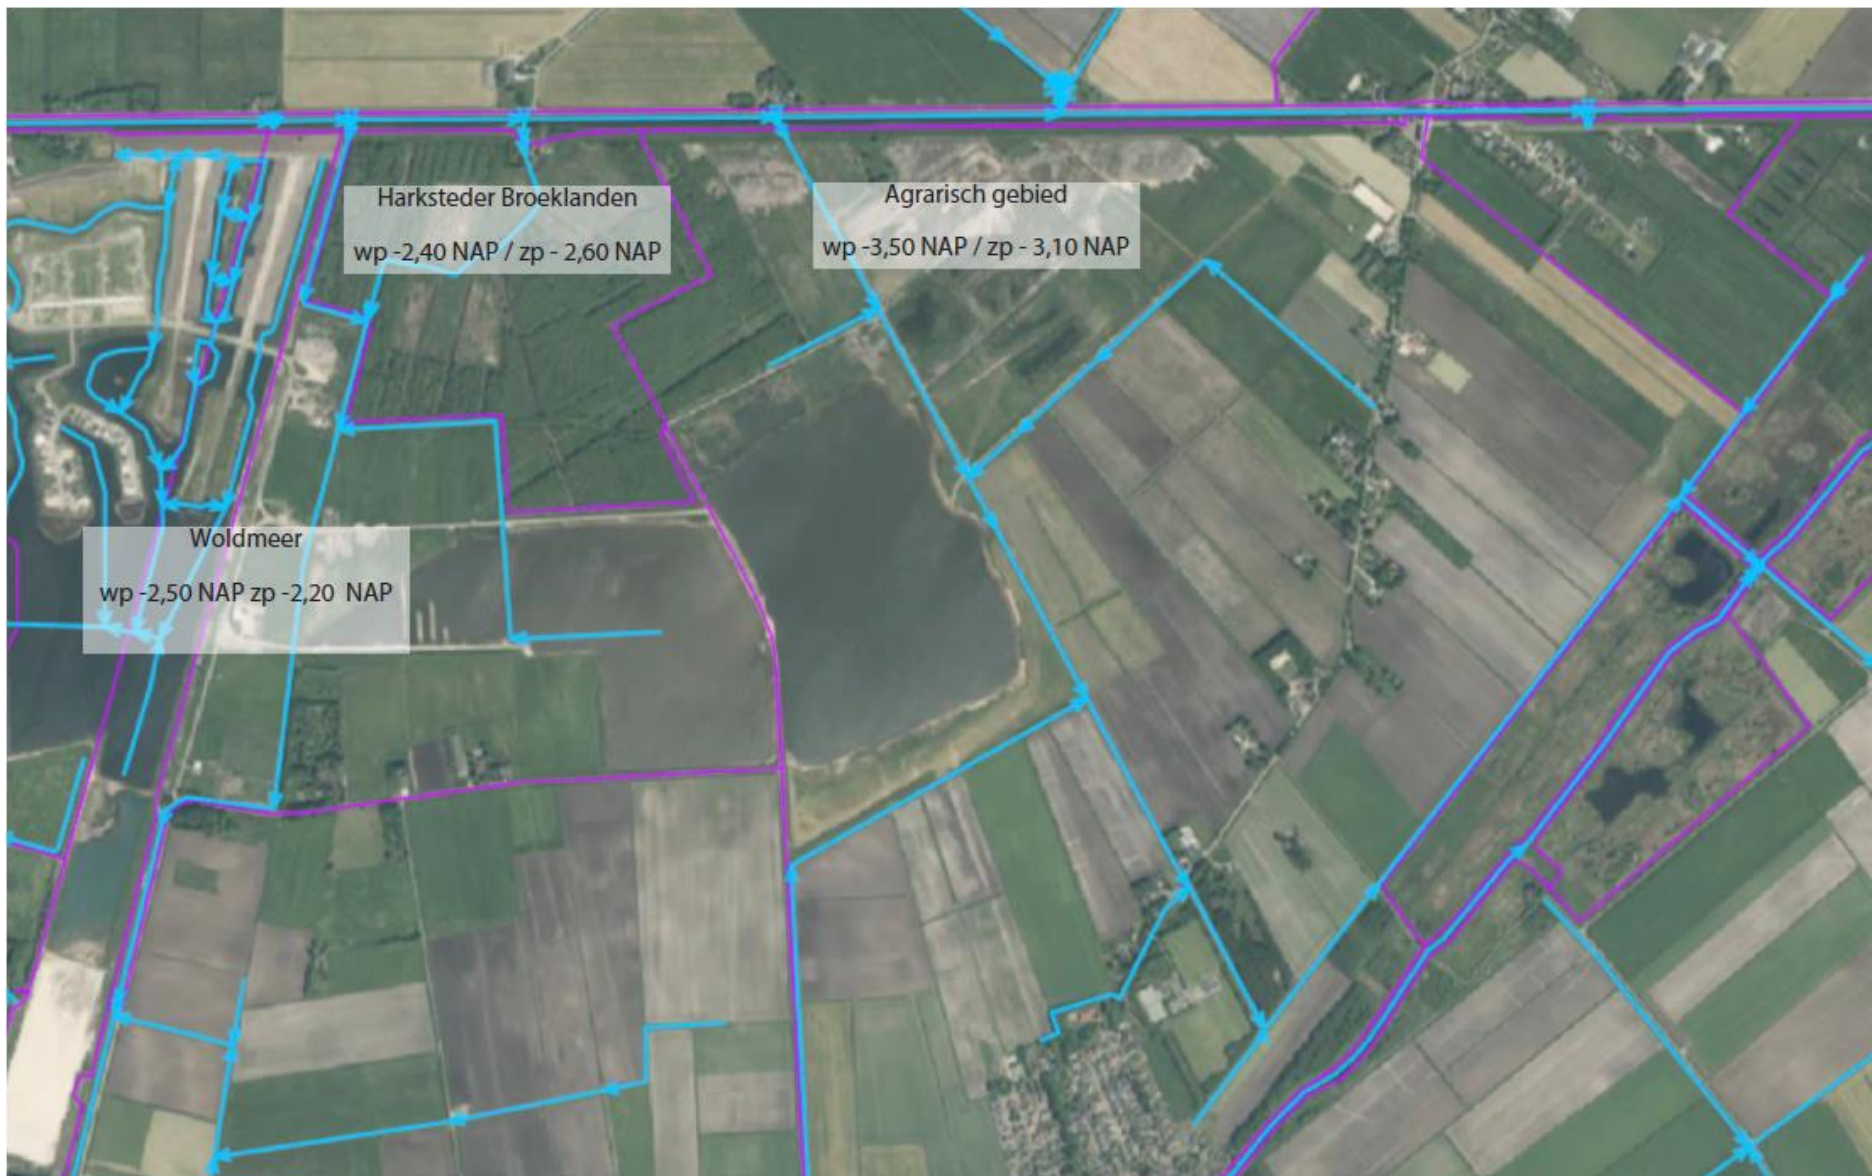 Harksteder Broeklanden
wp -2,40 NAP / zp - 2,60 NAP
Agrarisch gebied
wp -3,50 NAP / zp - 3,10 NAP
Woldmeer
wp -2,50 NAP zp -2,20 NAP